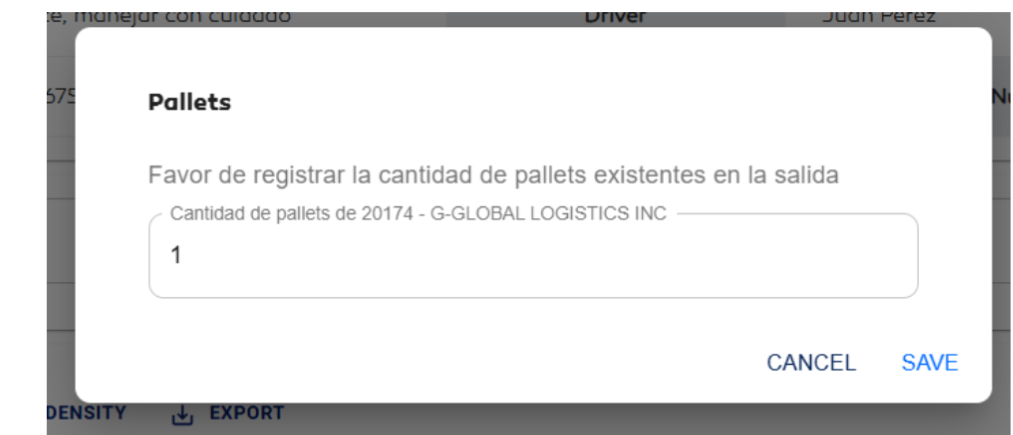 manejar con cuidado Driver Juan Perez
Pallets
Favor de registrar la cantidad de pallets existentes en la salida
Cantidad de pallets de 20174 - G-GLOBAL LOGISTICS INC
1
CANCEL SAVE
DENSITY EXPORT